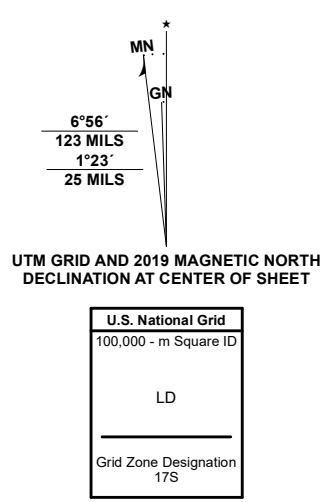 MN
GN
6°56´
123 MILS
1°23´
25 MILS
UTM GRID AND 2019 MAGNETIC NORTH
DECLINATION AT CENTER OF SHEET
U.S. National Grid
100,000 - m Square ID
LD
Grid Zone Designation
17S